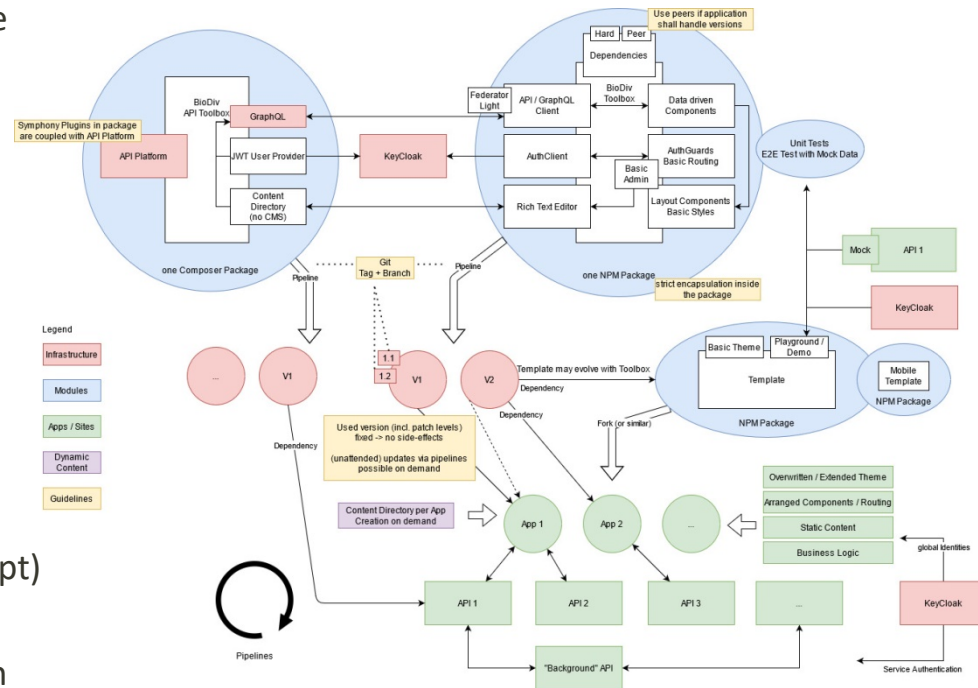 e
Use peers if application
shall handle versions
Hard
Peer
Dependencies
BioDiv
API Toolbox
GraphQL
Federator
Light
API / GraphQL
Client
BioDiv
Toolbox
Data driven
Components
Symphony Plugins in package
are coupled with API Platform
API Platform
JWT User Provider
KeyCloak
AuthClient
AuthGuards
Basic Routing
Basic
Admin
Unit Tests
E2E Test with Mock Data
Content
Directory
(no CMS)
Rich Text Editor
Layout Components
Basic Styles
Mock
API 1
one Composer Package
Pipeline
Git
Tag + Branch
Pipeline
one NPM Package
strict encapsulation inside
the package
KeyCloak
Legend
Infrastructure
Modules
Apps / Sites
Dynamic
Content
Guidelines
...
V1
1.1
1.2
V1
V2
Template may evolve with Toolbox
Basic Theme
Playground /
Demo
Template
NPM Package
Mobile
Template
NPM Package
Dependency
Dependency
Dependency
Used version (incl. patch levels)
fixed -> no side-effects
(unattended) updates via pipelines
possible on demand
Fork (or similar)
Content Directory per App
Creation on demand
App 1
App 2
...
Overwritten / Extended Theme
Arranged Components / Routing
Static Content
Business Logic
global Identities
pt)
API 1
API 2
API 3
...
KeyCloak
Pipelines
"Background" API
Service Authentication
n